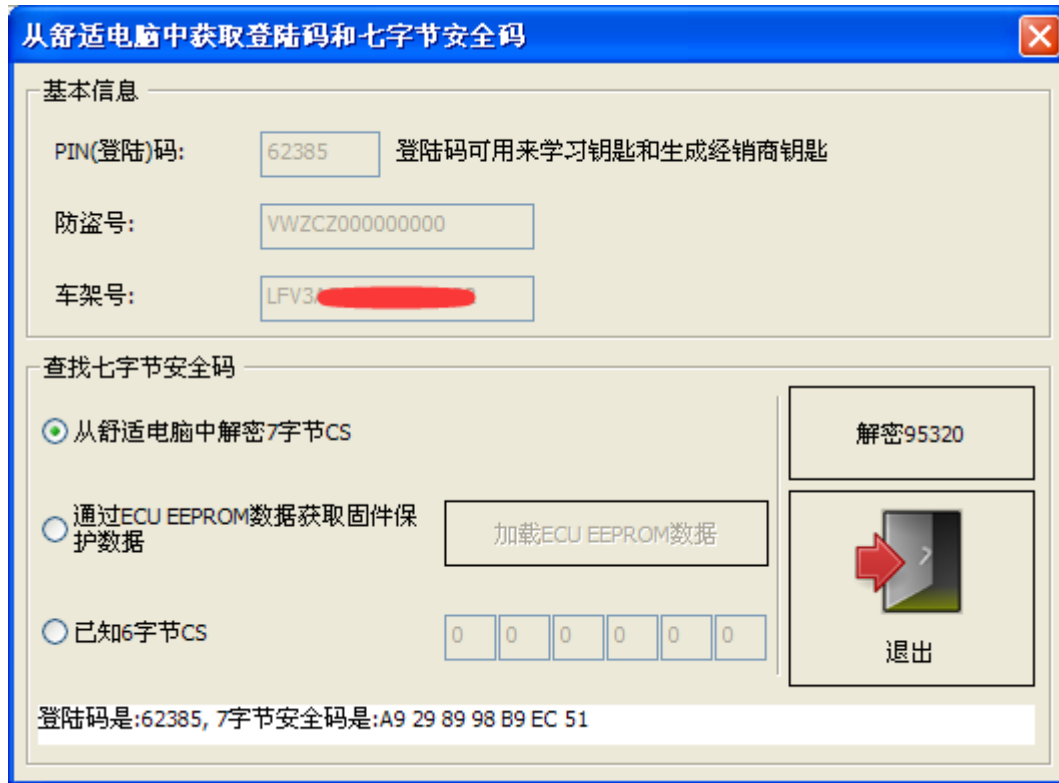 从舒适电脑中获取登陆码和七字节安全码
基本信息
PIN(登陆)码: 62385 登陆码可用来学习钥匙和生成经销商钥匙
防盗号: VWZCZ000000000
车架号: LFV3
查找七字节安全码
从舒适电脑中解密7字节CS
解密95320
通过ECU EEPROM数据获取固件保
护数据
加载ECU EEPROM数据
已知6字节CS 0 0 0 0 0 0
退出
登陆码是:62385, 7字节安全码是:A9 29 89 98 B9 EC 51